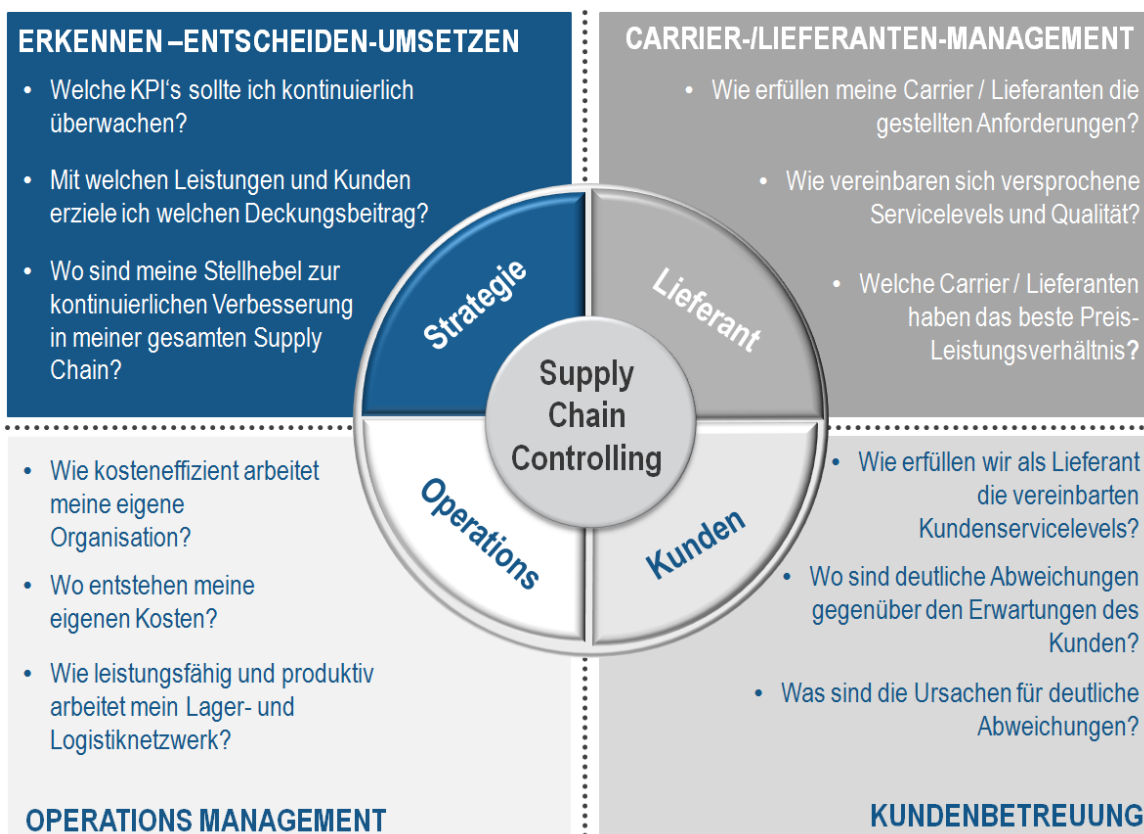 ERKENNEN –ENTSCHEIDEN-UMSETZEN
• Welche KPI‘s sollte ich kontinuierlich
überwachen?
• Mit welchen Leistungen und Kunden
erziele ich welchen Deckungsbeitrag?
• Wo sind meine Stellhebel zur
kontinuierlichen Verbesserung
in meiner gesamten Supply
Chain?
CARRIER-/LIEFERANTEN-MANAGEMENT
• Wie erfüllen meine Carrier / Lieferanten die
gestellten Anforderungen?
• Wie vereinbaren sich versprochene
Servicelevels und Qualität?
• Welche Carrier / Lieferanten
haben das beste Preis-
Leistungsverhältnis?
Strategie
Lieferant
Supply
Chain
Controlling
Operations
Kunden
• Wie kosteneffizient arbeitet
meine eigene
Organisation?
• Wo entstehen meine
eigenen Kosten?
• Wie leistungsfähig und produktiv
arbeitet mein Lager- und
Logistiknetzwerk?
OPERATIONS MANAGEMENT
• Wie erfüllen wir als Lieferant
die vereinbarten
Kundenservicelevels?
• Wo sind deutliche Abweichungen
gegenüber den Erwartungen des
Kunden?
• Was sind die Ursachen für deutliche
Abweichungen?
KUNDENBETREUUNG